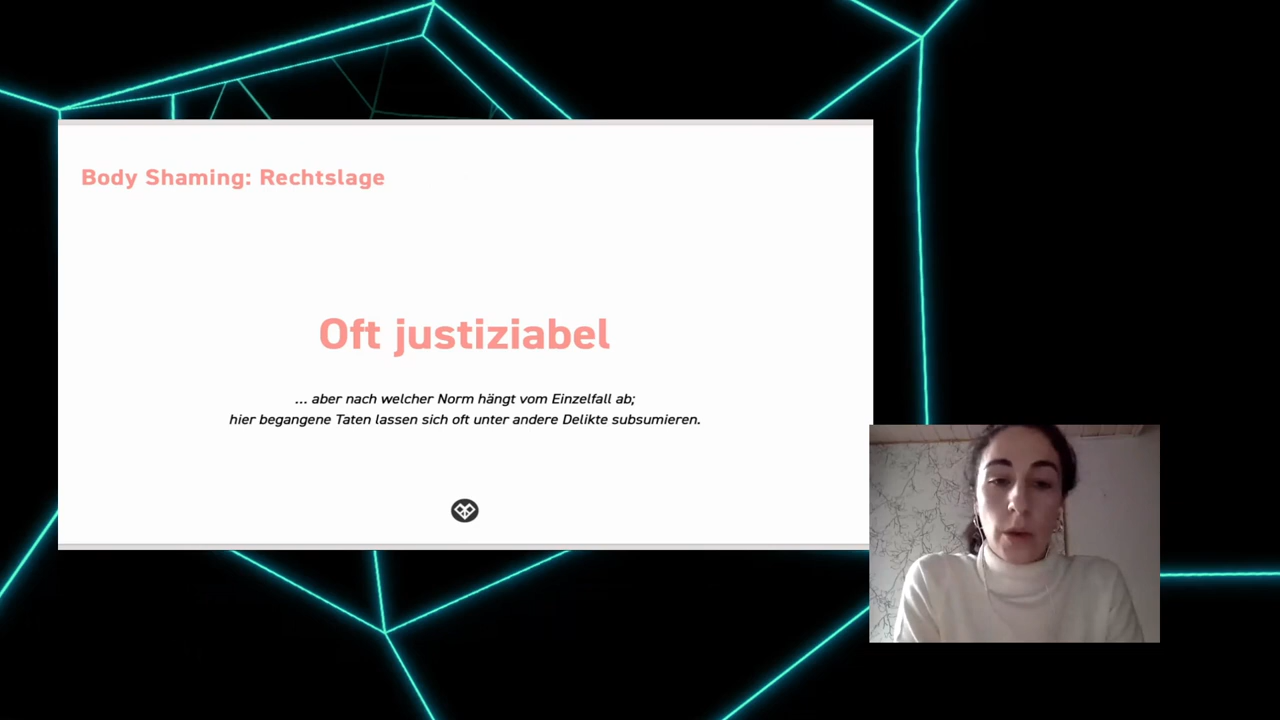 Body Shaming: Rechtslage
Oft justiziabel
... aber nach welcher Norm hängt vom Einzelfall ab;
hier begangene Taten lassen sich oft unter andere Delikte subsumieren.